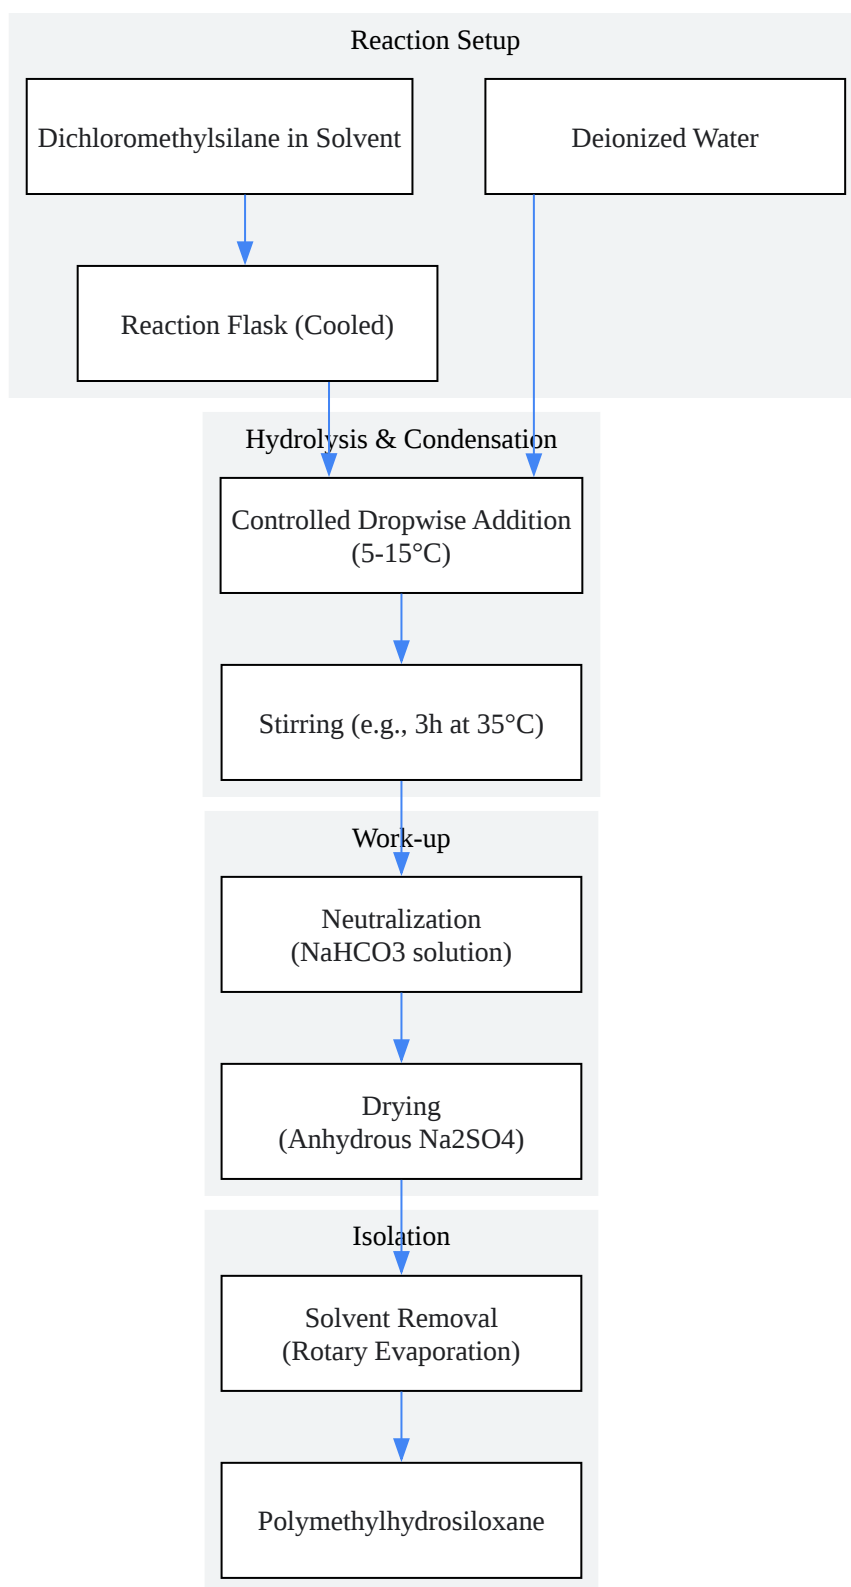 Reaction Setup
Dichloromethylsilane in Solvent
Deionized Water
Reaction Flask (Cooled)
Hydrolysis & Condensation
Controlled Dropwise Addition
(5-15°C)
Stirring (e.g., 3h at 35°C)
Work-up
Neutralization
(NaHCO3 solution)
Drying
(Anhydrous Na2SO4)
Isolation
Solvent Removal
(Rotary Evaporation)
Polymethylhydrosiloxane